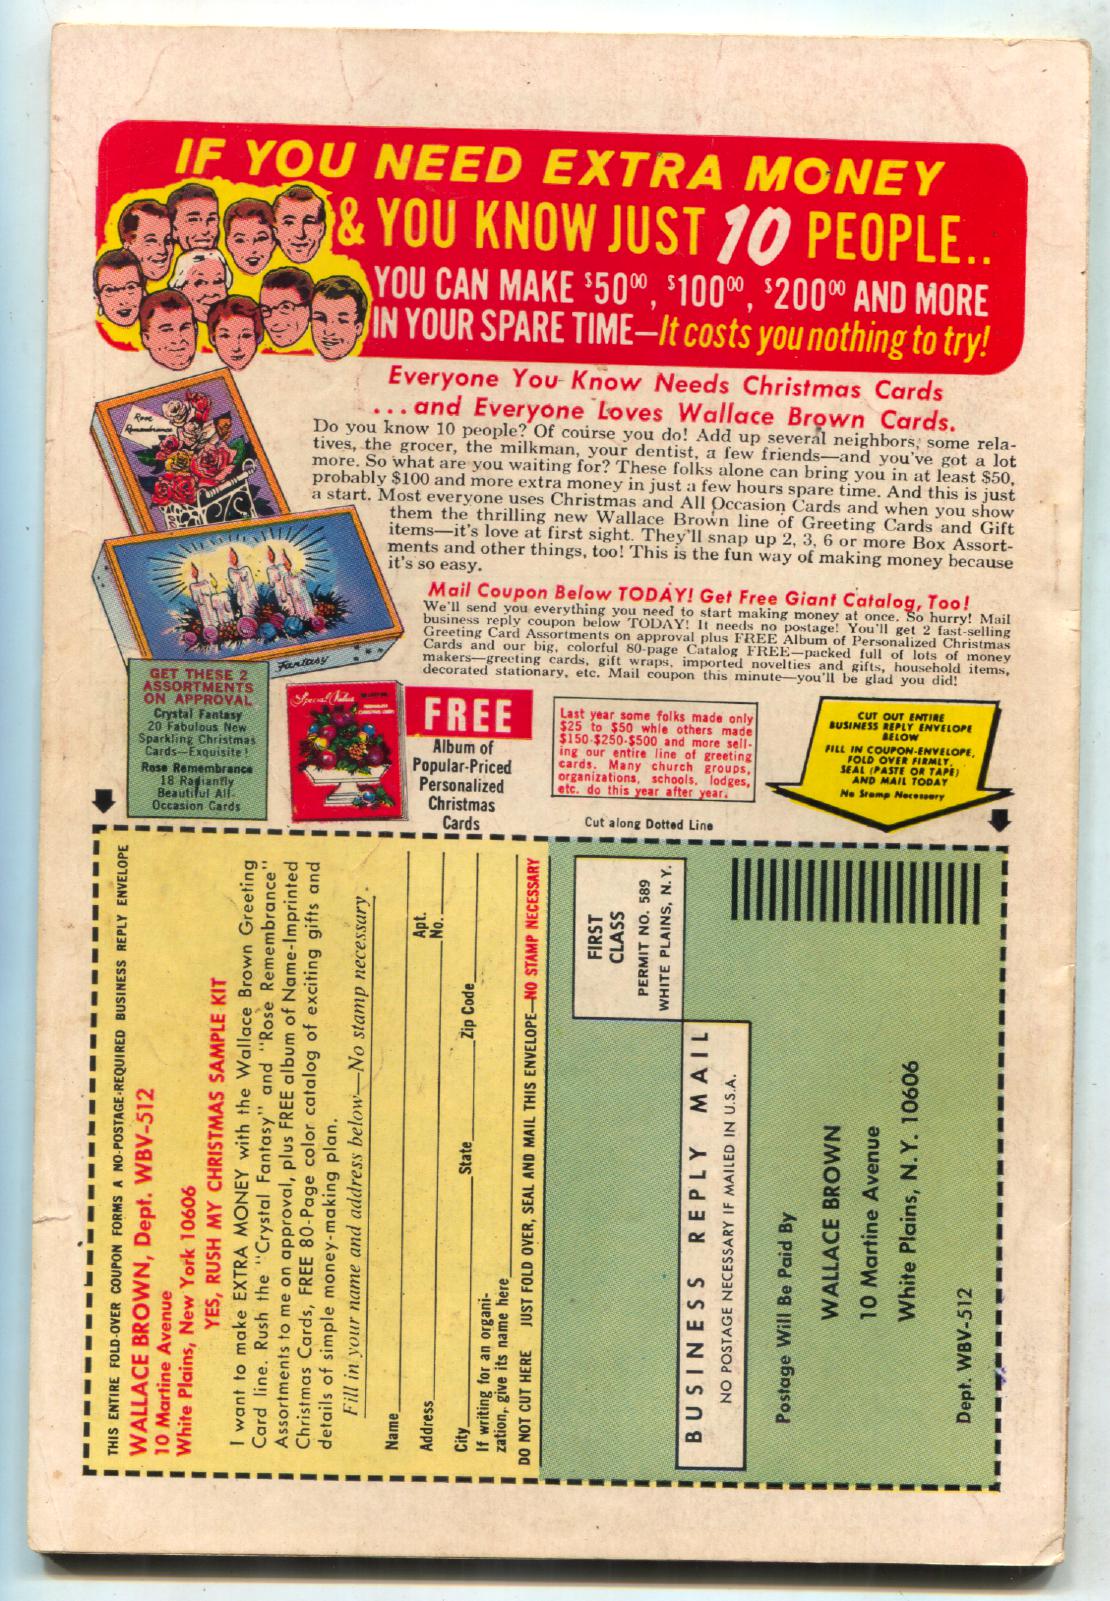 IF YOU NEED EXTRA MONEY
& YOU KNOW JUST 10 PEOPLE..
YOU CAN MAKE $50⁰⁰, $100⁰⁰, $200⁰⁰ AND MORE
IN YOUR SPARE TIME—It costs you nothing to try!
Everyone You Know Needs Christmas Cards
...and Everyone Loves Wallace Brown Cards.
Do you know 10 people? Of course you do! Add up several neighbors, some rela-
tives, the grocer, the milkman, your dentist, a few friends—and you've got a lot
more. So what are you waiting for? These folks alone can bring you in at least $50,
probably $100 and more extra money in just a few hours spare time. And this is just
a start. Most everyone uses Christmas and All Occasion Cards and when you show
them the thrilling new Wallace Brown line of Greeting Cards and Gift
items—it's love at first sight. They'll snap up 2, 3, 6 or more Box Assort-
ments and other things, too! This is the fun way of making money because
it's so easy.
Rose
Remembrance
Fantasy
Mail Coupon Below TODAY! Get Free Giant Catalog, Too!
We'll send you everything you need to start making money at once. So hurry! Mail
business reply coupon below TODAY! It needs no postage! You'll get 2 fast-selling
Greeting Card Assortments on approval plus FREE Album of Personalized Christmas
Cards and our big, colorful 80-page Catalog FREE—packed full of lots of money
makers—greeting cards, gift wraps, imported novelties and gifts, household items,
decorated stationary, etc. Mail coupon this minute—you'll be glad you did!
GET THESE 2
ASSORTMENTS
ON APPROVAL
Crystal Fantasy
20 Fabulous New
Sparkling Christmas
Cards—Exquisite!
Rose Remembrance
18 Radiantly
Beautiful All-
Occasion Cards
Special Value
FREE
Album of
Popular-Priced
Personalized
Christmas
Cards
Last year some folks made only
$25 to $50 while others made
$150-$250-$500 and more sell-
ing our entire line of greeting
cards. Many church groups,
organizations, schools, lodges,
etc. do this year after year.
Cut along Dotted Line
CUT OUT ENTIRE
BUSINESS REPLY ENVELOPE
BELOW
FILL IN COUPON-ENVELOPE,
FOLD OVER FIRMLY,
SEAL (PASTE OR TAPE)
AND MAIL TODAY
No Stamp Necessary
THIS ENTIRE FOLD-OVER COUPON FORMS A NO-POSTAGE-REQUIRED BUSINESS REPLY ENVELOPE
WALLACE BROWN, Dept. WBV-512
10 Martine Avenue
White Plains, New York 10606
YES, RUSH MY CHRISTMAS SAMPLE KIT
I want to make EXTRA MONEY with the Wallace Brown Greeting
Card line. Rush the "Crystal Fantasy" and "Rose Remembrance"
Assortments to me on approval, plus FREE album of Name-Imprinted
Christmas Cards, FREE 80-Page color catalog of exciting gifts and
details of simple money-making plan.
Fill in your name and address below—No stamp necessary.
Name
Address Apt. No.
City State Zip Code
If writing for an organi-
zation, give its name here
DO NOT CUT HERE JUST FOLD OVER, SEAL AND MAIL THIS ENVELOPE—NO STAMP NECESSARY
FIRST
CLASS
PERMIT NO. 589
WHITE PLAINS, N.Y.
BUSINESS REPLY MAIL
NO POSTAGE NECESSARY IF MAILED IN U.S.A.
Postage Will Be Paid By
WALLACE BROWN
10 Martine Avenue
White Plains, N. Y. 10606
Dept. WBV-512